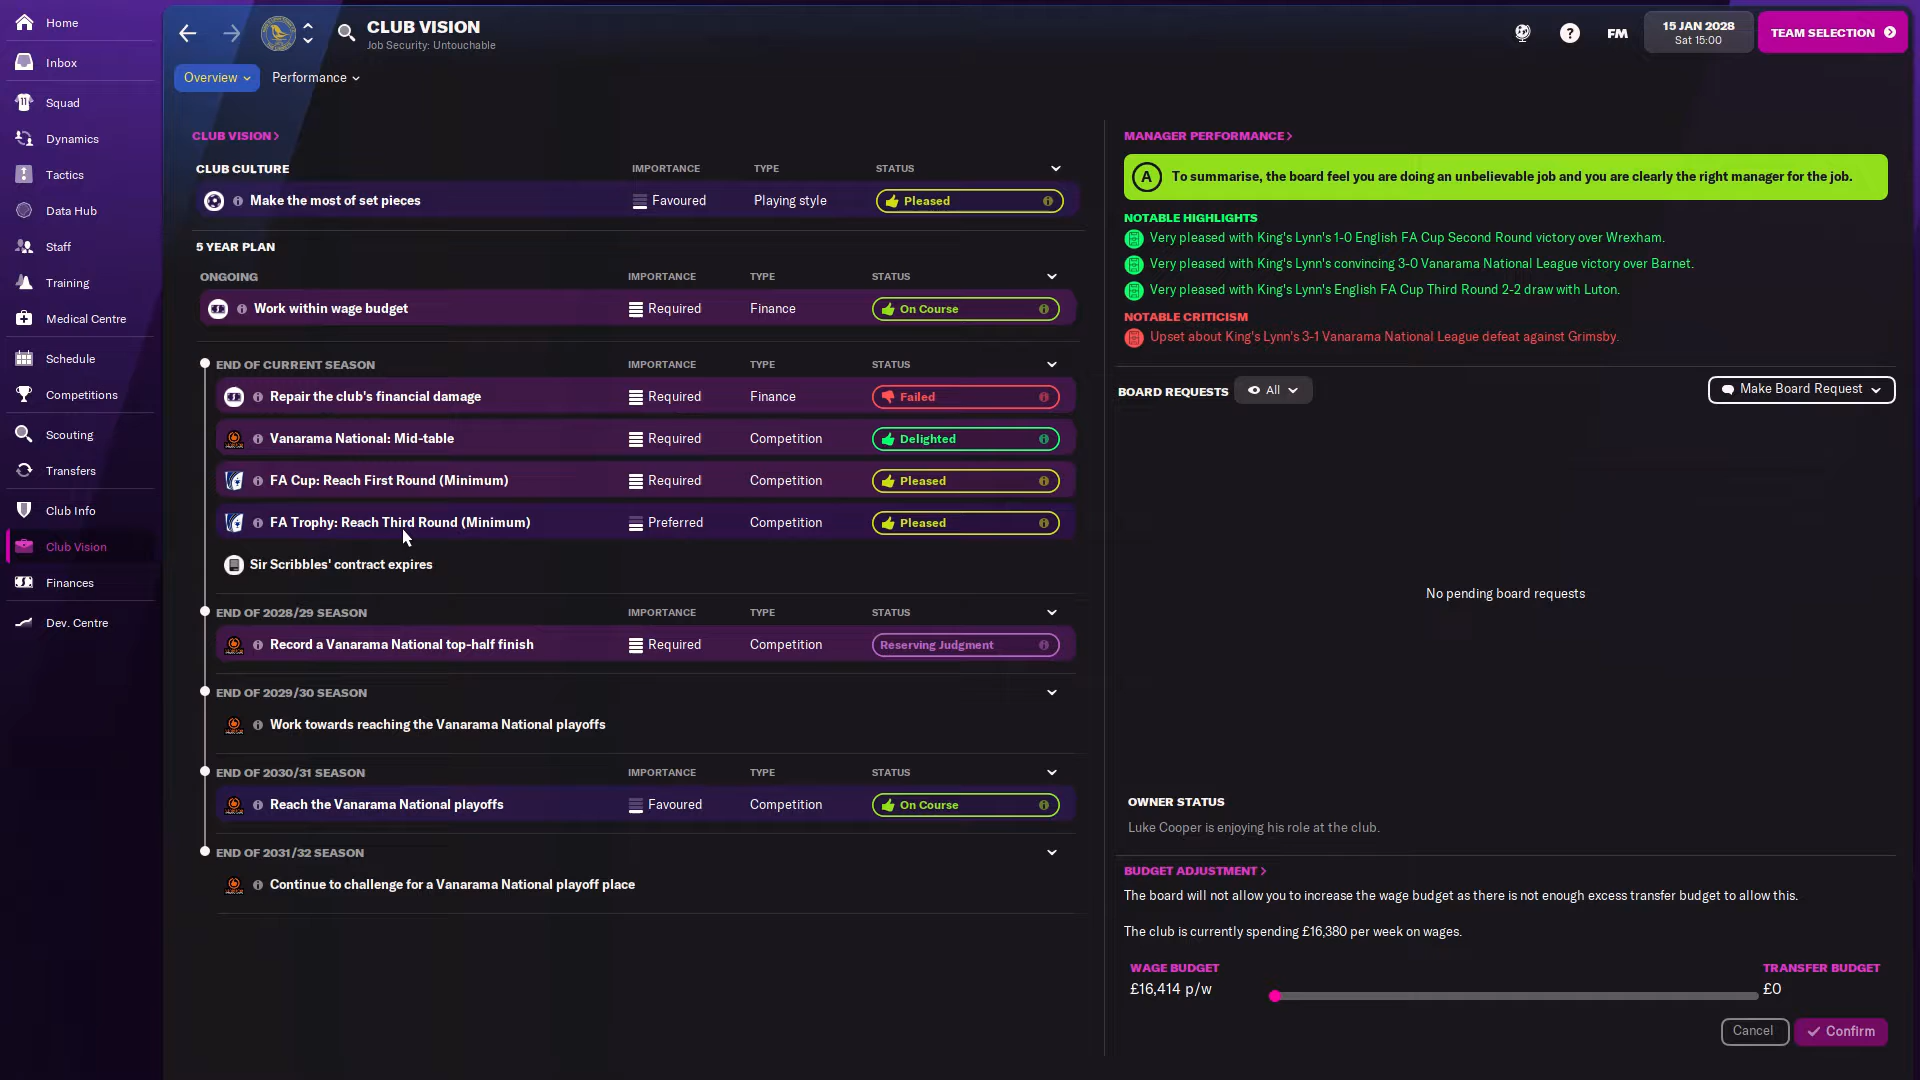 Home
Inbox
Squad
Dynamics
Tactics
Data Hub
Staff
Training
Medical Centre
Schedule
Competitions
Scouting
Transfers
Club Info
Club Vision
Finances
Dev. Centre
CLUB VISION
Job Security: Untouchable
FM
15 JAN 2028
Sat 15:00
TEAM SELECTION
Overview
Performance
CLUB VISION
CLUB CULTURE IMPORTANCE TYPE STATUS
Make the most of set pieces Favoured Playing style Pleased
5 YEAR PLAN
ONGOING IMPORTANCE TYPE STATUS
Work within wage budget Required Finance On Course
END OF CURRENT SEASON IMPORTANCE TYPE STATUS
Repair the club's financial damage Required Finance Failed
Vanarama National: Mid-table Required Competition Delighted
FA Cup: Reach First Round (Minimum) Required Competition Pleased
FA Trophy: Reach Third Round (Minimum) Preferred Competition Pleased
Sir Scribbles' contract expires
END OF 2028/29 SEASON IMPORTANCE TYPE STATUS
Record a Vanarama National top-half finish Required Competition Reserving Judgment
END OF 2029/30 SEASON
Work towards reaching the Vanarama National playoffs
END OF 2030/31 SEASON IMPORTANCE TYPE STATUS
Reach the Vanarama National playoffs Favoured Competition On Course
END OF 2031/32 SEASON
Continue to challenge for a Vanarama National playoff place
MANAGER PERFORMANCE
A To summarise, the board feel you are doing an unbelievable job and you are clearly the right manager for the job.
NOTABLE HIGHLIGHTS
Very pleased with King's Lynn's 1-0 English FA Cup Second Round victory over Wrexham.
Very pleased with King's Lynn's convincing 3-0 Vanarama National League victory over Barnet.
Very pleased with King's Lynn's English FA Cup Third Round 2-2 draw with Luton.
NOTABLE CRITICISM
Upset about King's Lynn's 3-1 Vanarama National League defeat against Grimsby.
BOARD REQUESTS All Make Board Request
No pending board requests
OWNER STATUS
Luke Cooper is enjoying his role at the club.
BUDGET ADJUSTMENT
The board will not allow you to increase the wage budget as there is not enough excess transfer budget to allow this.
The club is currently spending £16,380 per week on wages.
WAGE BUDGET TRANSFER BUDGET
£16,414 p/w £0
Cancel Confirm